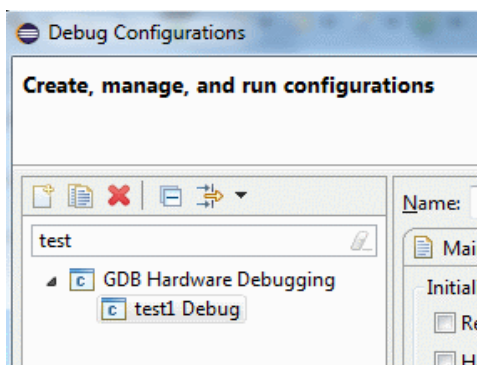 Debug Configurations
Create, manage, and run configurations
Name:
test
Mai
GDB Hardware Debugging
Initial
test1 Debug
Re
H